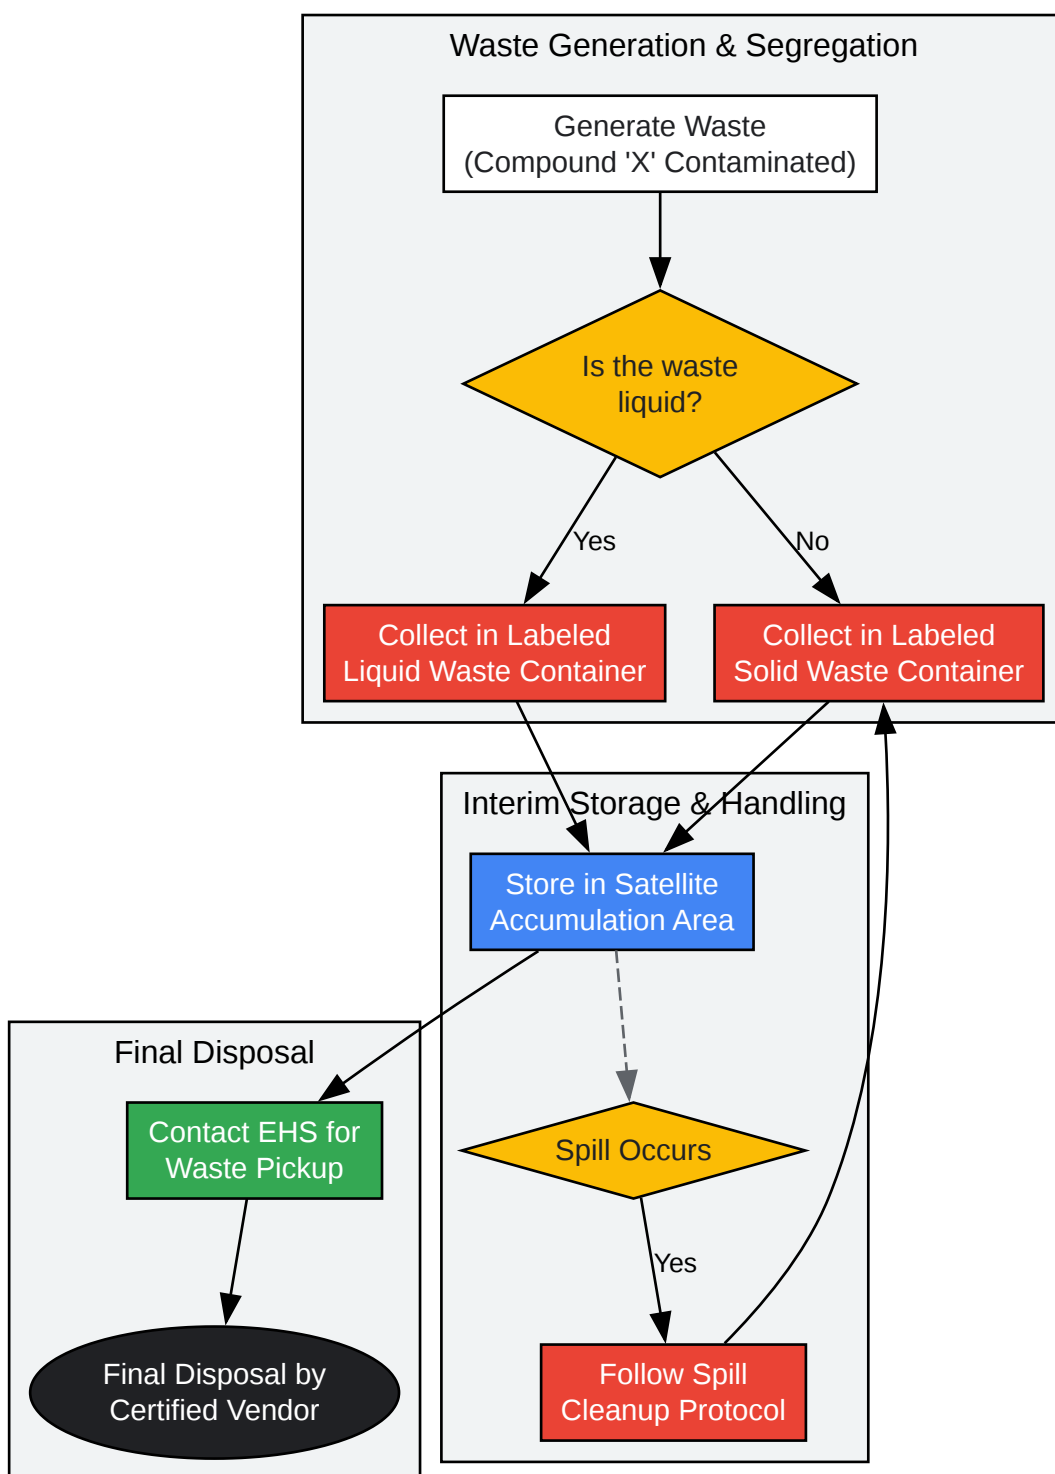 Waste Generation & Segregation
Generate Waste
(Compound 'X' Contaminated)
Is the waste
liquid?
Yes
No
Collect in Labeled
Liquid Waste Container
Collect in Labeled
Solid Waste Container
Interim Storage & Handling
Store in Satellite
Accumulation Area
Final Disposal
Contact EHS for
Waste Pickup
Spill Occurs
Yes
Final Disposal by
Certified Vendor
Follow Spill
Cleanup Protocol